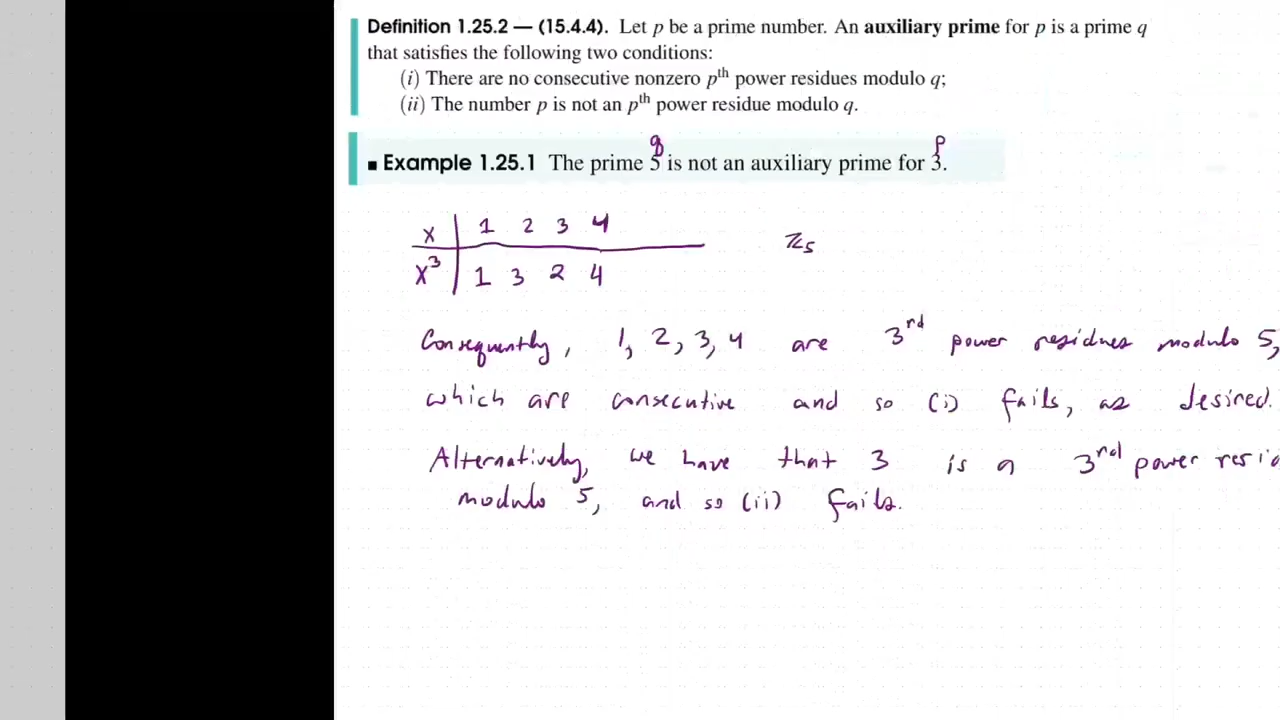 Definition 1.25.2 — (15.4.4). Let p be a prime number. An auxiliary prime for p is a prime q
that satisfies the following two conditions:
(i) There are no consecutive nonzero pth power residues modulo q;
(ii) The number p is not an pth power residue modulo q.
q p
■ Example 1.25.1 The prime 5 is not an auxiliary prime for 3.
x | 1 2 3 4
ℤ5
x³ | 1 3 2 4
Consequently, 1, 2, 3, 4 are 3rd power residues modulo 5,
which are consecutive and so (i) fails, as desired.
Alternatively, we have that 3 is a 3rd power resid
modulo 5, and so (ii) fails.